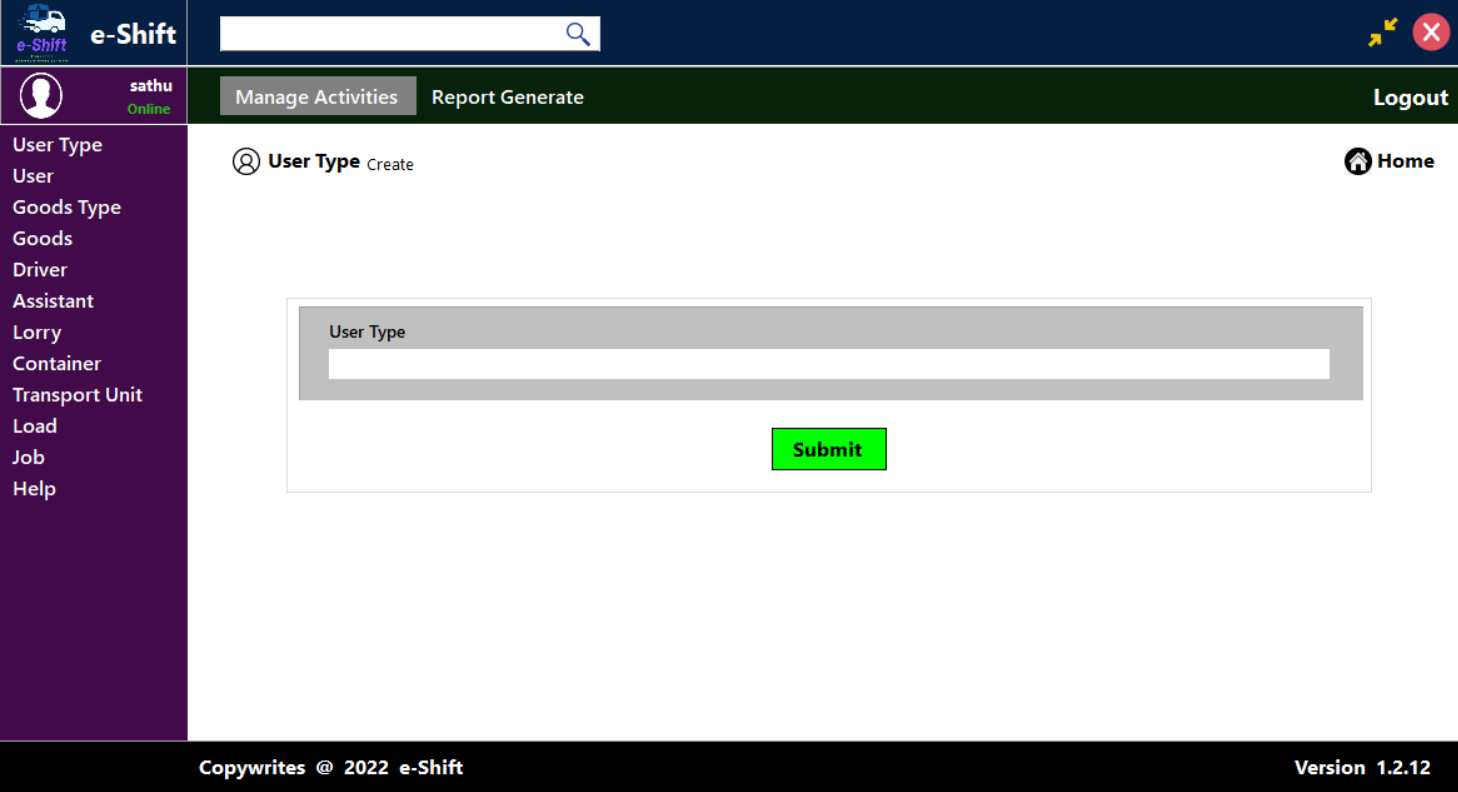 e-Shift
e-Shift
sathu
Online
Manage Activities
Report Generate
Logout
User Type
User
Goods Type
Goods
Driver
Assistant
Lorry
Container
Transport Unit
Load
Job
Help
User Type Create
Home
User Type
Submit
Copywrites @ 2022 e-Shift
Version 1.2.12